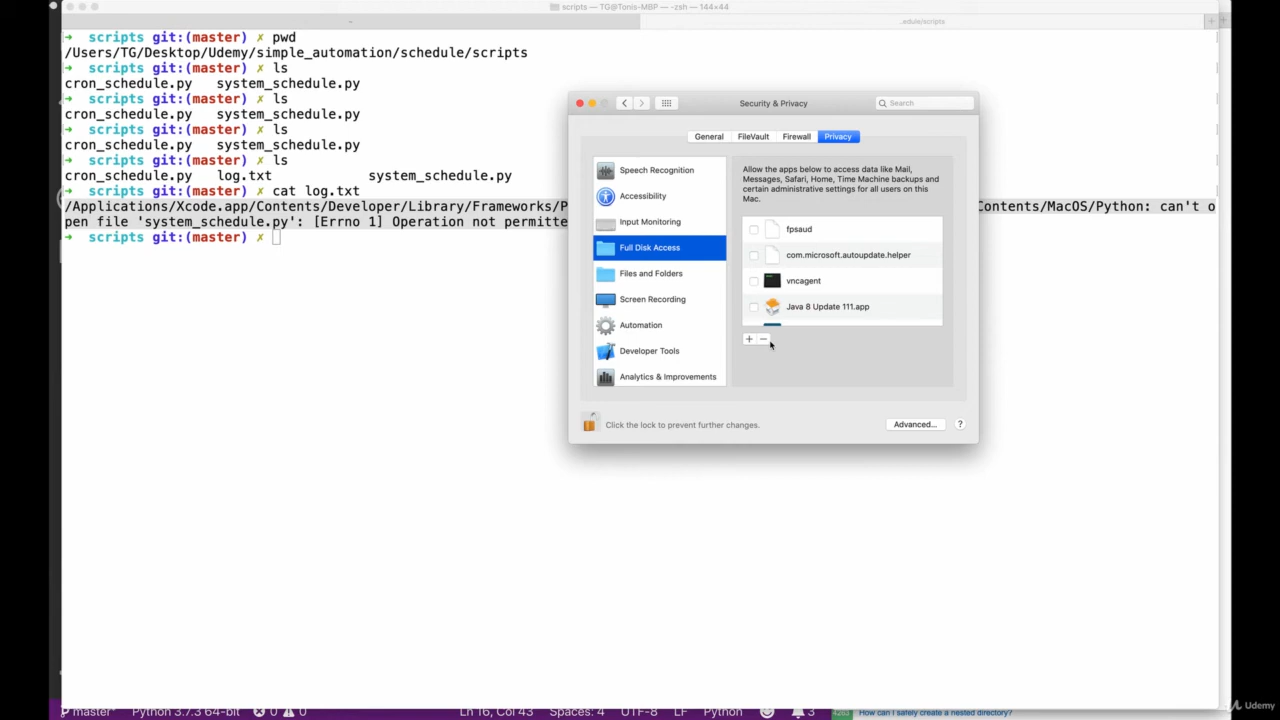 scripts — TG@Tonis-MBP — -zsh — 144×44
..edule/scripts
→ scripts git:(master) ✗ pwd
/Users/TG/Desktop/Udemy/simple_automation/schedule/scripts
→ scripts git:(master) ✗ ls
cron_schedule.py system_schedule.py
→ scripts git:(master) ✗ ls
cron_schedule.py system_schedule.py
→ scripts git:(master) ✗ ls
cron_schedule.py system_schedule.py
→ scripts git:(master) ✗ ls
cron_schedule.py log.txt system_schedule.py
→ scripts git:(master) ✗ cat log.txt
/Applications/Xcode.app/Contents/Developer/Library/Frameworks/P Contents/MacOS/Python: can't o
pen file 'system_schedule.py': [Errno 1] Operation not permitte
→ scripts git:(master) ✗
Security & Privacy
Search
General FileVault Firewall Privacy
Speech Recognition
Accessibility
Input Monitoring
Full Disk Access
Files and Folders
Screen Recording
Automation
Developer Tools
Analytics & Improvements
Allow the apps below to access data like Mail,
Messages, Safari, Home, Time Machine backups and
certain administrative settings for all users on this
Mac.
fpsaud
com.microsoft.autoupdate.helper
vncagent
Java 8 Update 111.app
+ −
Click the lock to prevent further changes.
Advanced... ?
master* Python 3.7.3 64-bit 0 0 Ln 16, Col 43 Spaces: 4 UTF-8 LF Python 3
How can I safely create a nested directory?
Udemy